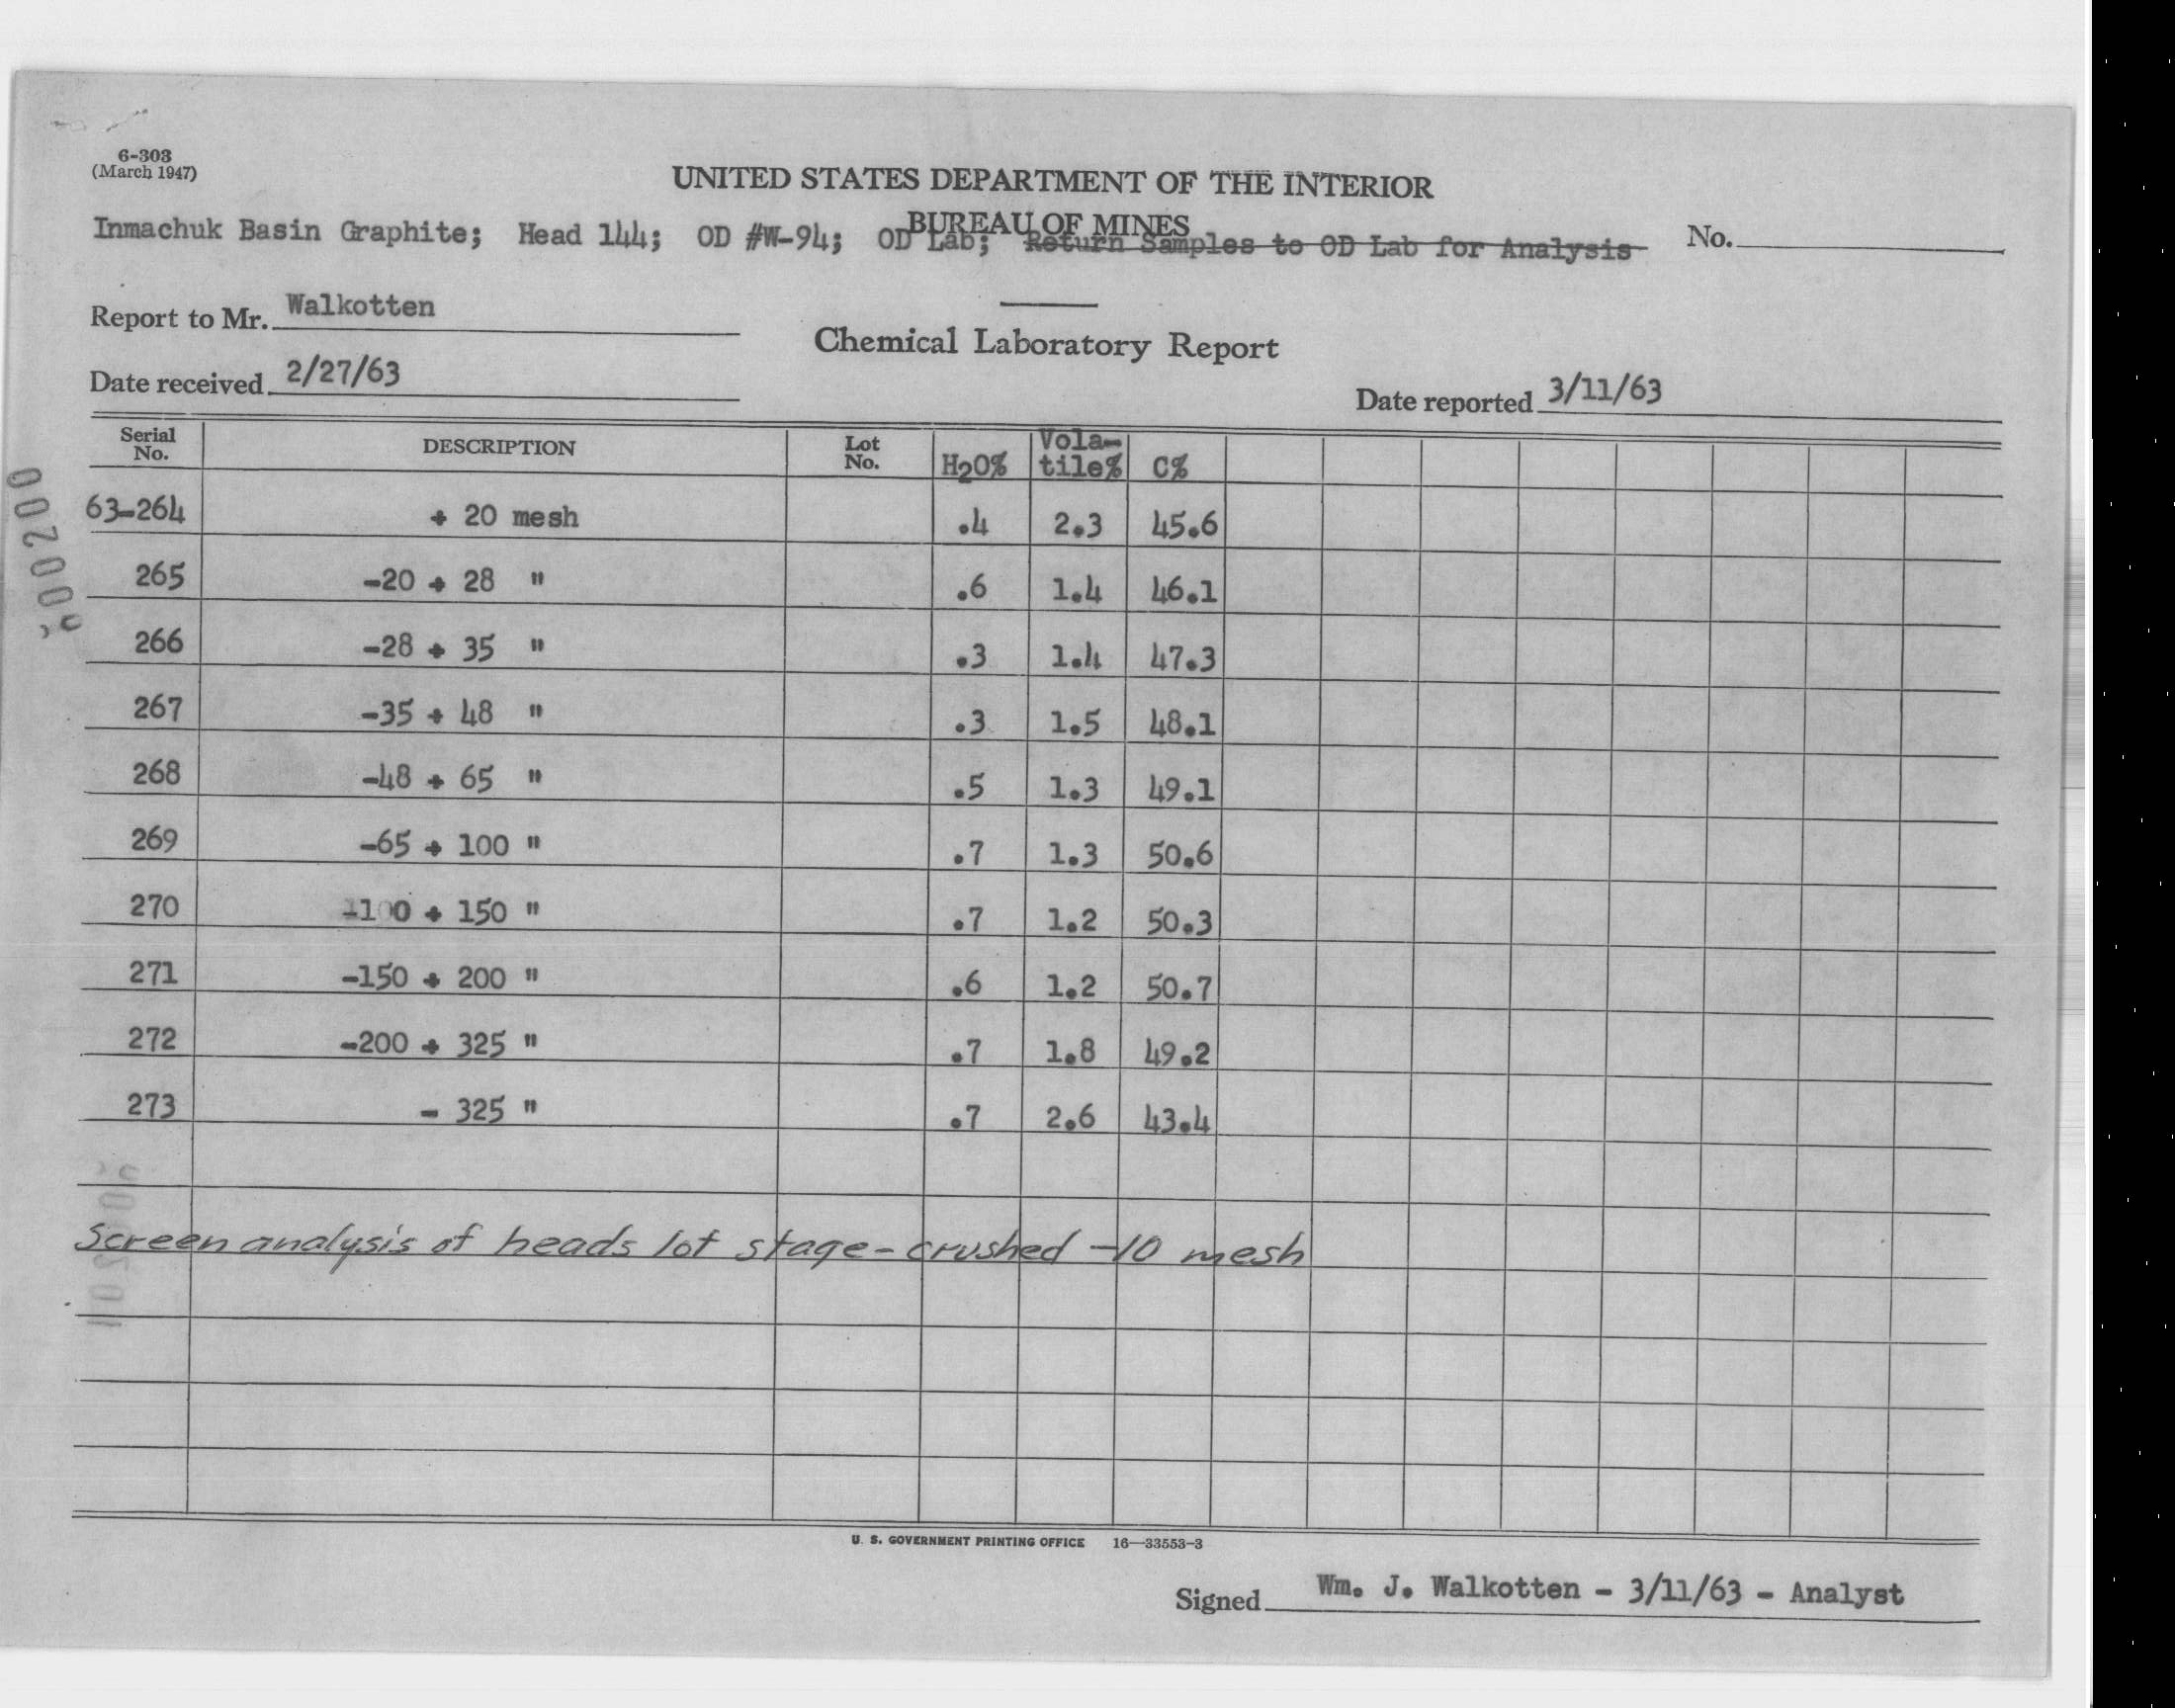 6-303
(March 1947)
UNITED STATES DEPARTMENT OF THE INTERIOR
BUREAU OF MINES
Inmachuk Basin Graphite; Head 144; OD #W-94; OD Lab; Return Samples to OD Lab for Analysis No.
Report to Mr. Walkotten
Chemical Laboratory Report
Date received 2/27/63
Date reported 3/11/63
Serial No. DESCRIPTION Lot No. H2O% Vola-tile% C%
63-264 + 20 mesh .4 2.3 45.6
265 -20 + 28 " .6 1.4 46.1
266 -28 + 35 " .3 1.4 47.3
267 -35 + 48 " .3 1.5 48.1
268 -48 + 65 " .5 1.3 49.1
269 -65 + 100 " .7 1.3 50.6
270 -100 + 150 " .7 1.2 50.3
271 -150 + 200 " .6 1.2 50.7
272 -200 + 325 " .7 1.8 49.2
273 - 325 " .7 2.6 43.4
Screen analysis of heads lot stage-crushed -10 mesh
U. S. GOVERNMENT PRINTING OFFICE 16—33553-3
Signed Wm. J. Walkotten - 3/11/63 - Analyst